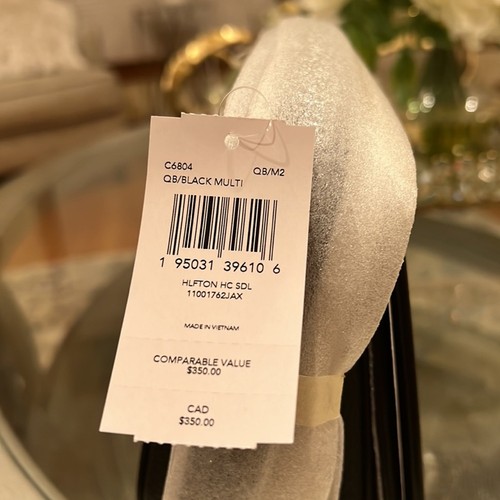 C6804 QB/M2
QB/BLACK MULTI
1 95031 39610 6
HLFTON HC SDL
11001762JAX
MADE IN VIETNAM
COMPARABLE VALUE
$350.00
CAD
$350.00